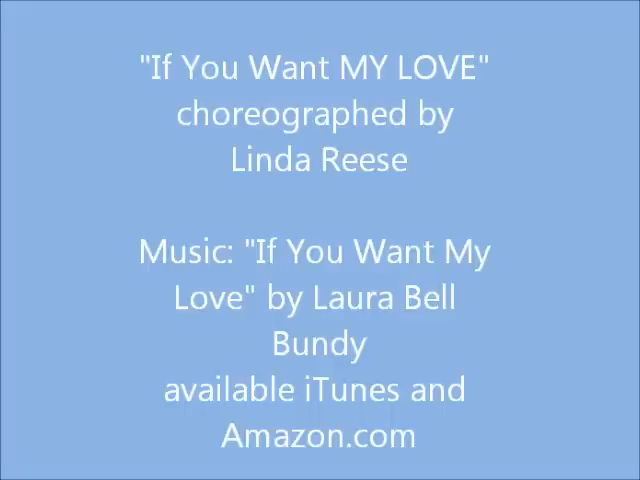 "If You Want MY LOVE"
choreographed by
Linda Reese
Music: "If You Want My
Love" by Laura Bell
Bundy
available iTunes and
Amazon.com